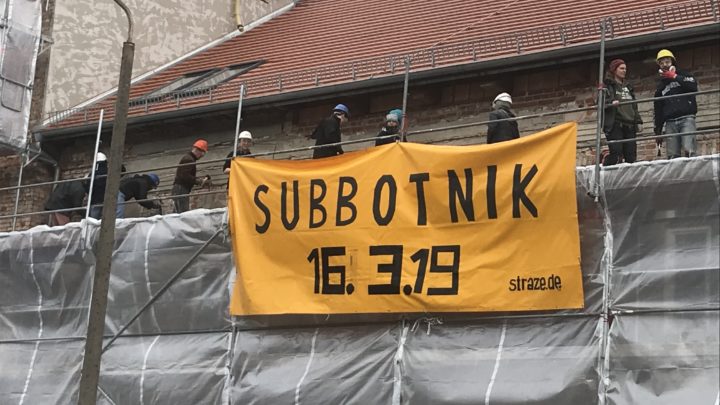 SUBBOTNIK
16.3.19
straze.de